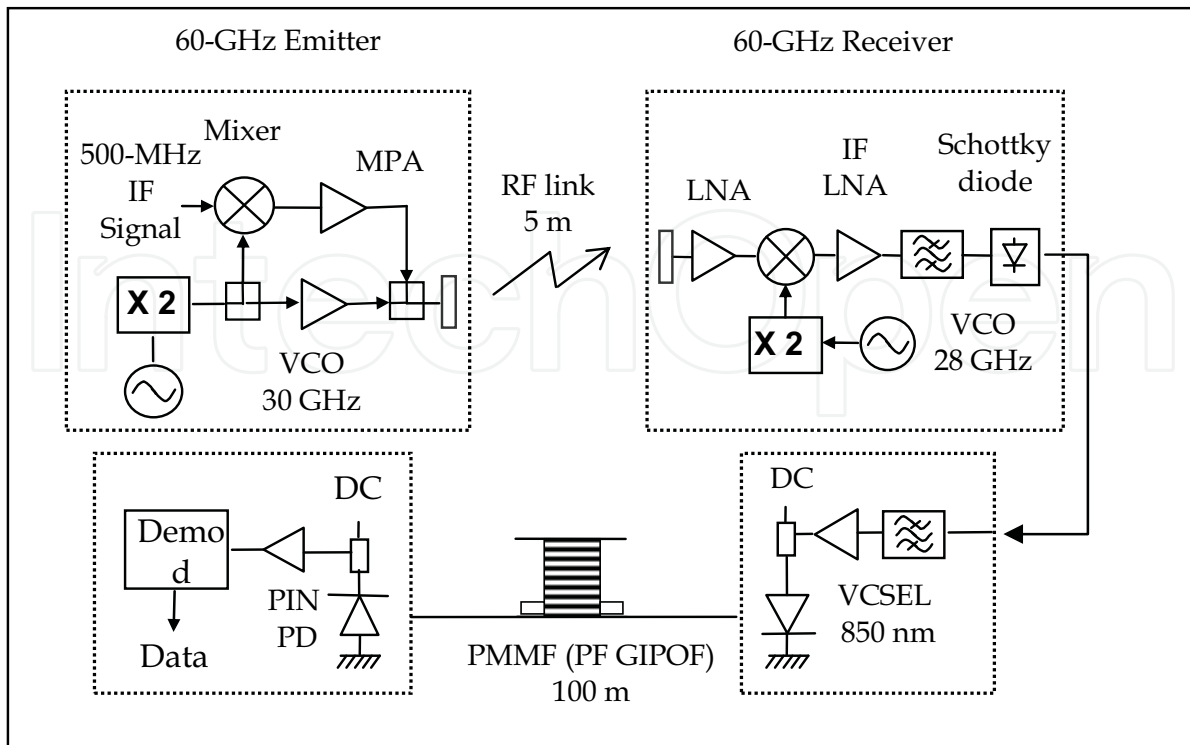 60-GHz Emitter
60-GHz Receiver
Mixer
500-MHz
IF
Signal
MPA
X 2
VCO
30 GHz
RF link
5 m
LNA
IF
LNA
Schottky
diode
X 2
VCO
28 GHz
Demo
d
Data
DC
PIN
PD
PMMF (PF GIPOF)
100 m
DC
VCSEL
850 nm
IntechOpen